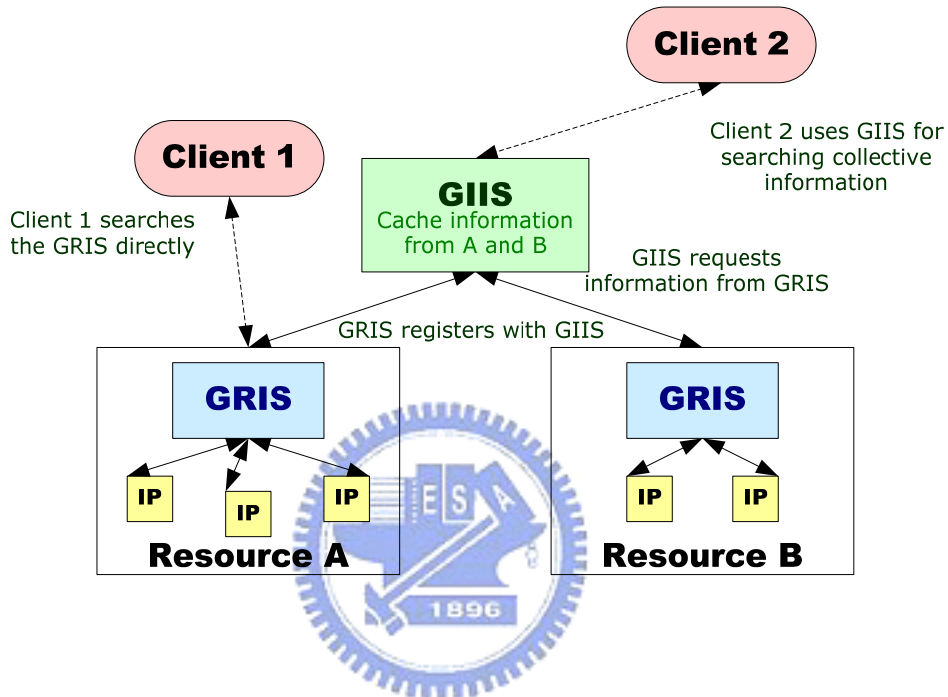 Client 2
Client 2 uses GIIS for
searching collective
information
Client 1
Client 1 searches
the GRIS directly
GIIS
Cache information
from A and B
GIIS requests
information from GRIS
GRIS registers with GIIS
GRIS
IP
IP
IP
Resource A
GRIS
IP
IP
Resource B
E S A
1896